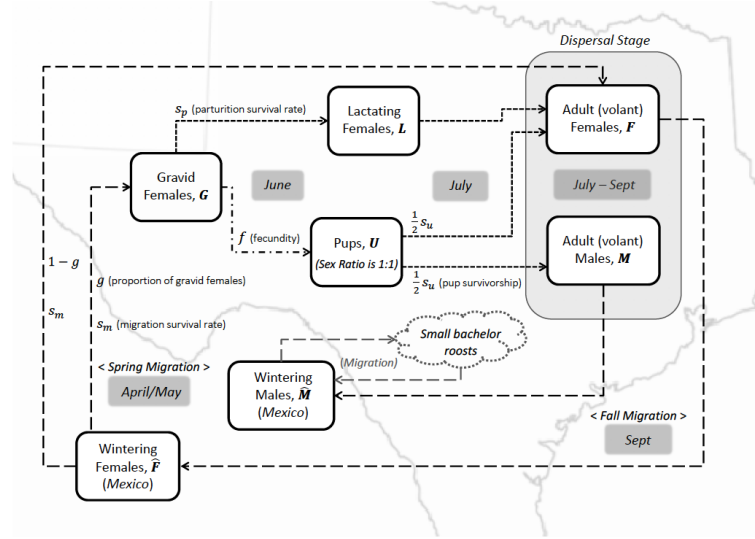 Dispersal Stage
s_p (parturition survival rate)
Lactating
Females, L
Adult (volant)
Females, F
Gravid
Females, G
June
July
July – Sept
f (fecundity)
Pups, U
(Sex Ratio is 1:1)
1/2 s_u
1/2 s_u (pup survivorship)
Adult (volant)
Males, M
1 − g
g (proportion of gravid females)
s_m
s_m (migration survival rate)
Small bachelor
roosts
(Migration)
< Spring Migration >
April/May
Wintering
Males, M̂
(Mexico)
< Fall Migration >
Sept
Wintering
Females, F̂
(Mexico)